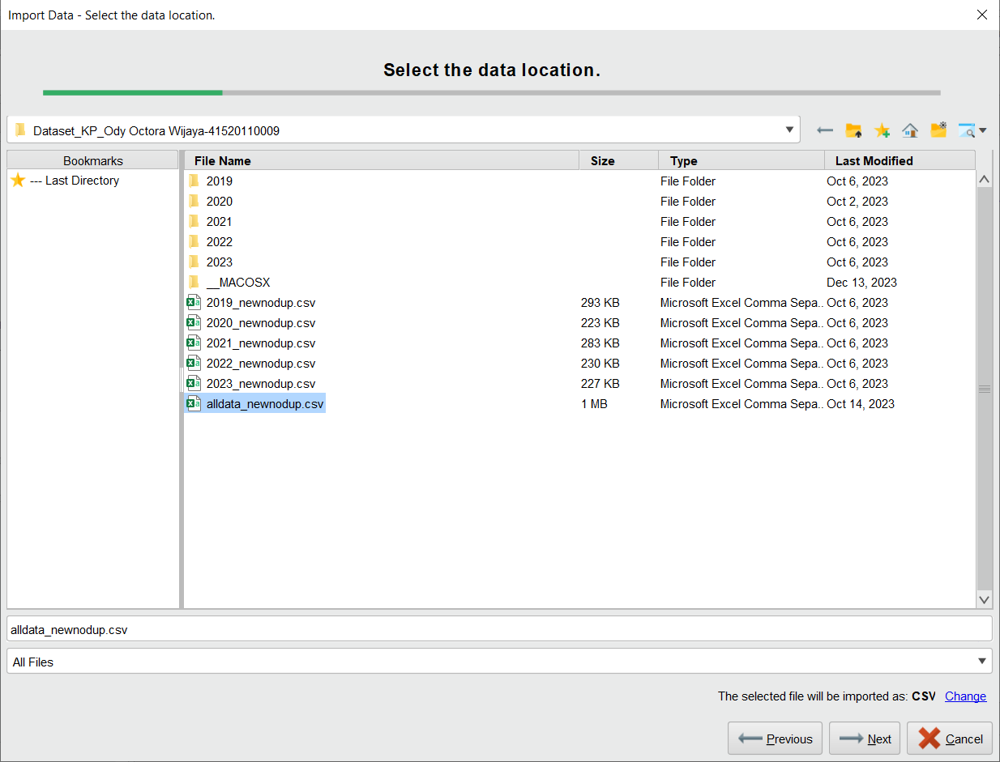 Import Data - Select the data location.
Select the data location.
Dataset_KP_Ody Octora Wijaya-41520110009
Bookmarks
--- Last Directory
File Name Size Type Last Modified
2019 File Folder Oct 6, 2023
2020 File Folder Oct 2, 2023
2021 File Folder Oct 6, 2023
2022 File Folder Oct 6, 2023
2023 File Folder Oct 6, 2023
__MACOSX File Folder Dec 13, 2023
2019_newnodup.csv 293 KB Microsoft Excel Comma Sepa.. Oct 6, 2023
2020_newnodup.csv 223 KB Microsoft Excel Comma Sepa.. Oct 6, 2023
2021_newnodup.csv 283 KB Microsoft Excel Comma Sepa.. Oct 6, 2023
2022_newnodup.csv 230 KB Microsoft Excel Comma Sepa.. Oct 6, 2023
2023_newnodup.csv 227 KB Microsoft Excel Comma Sepa.. Oct 6, 2023
alldata_newnodup.csv 1 MB Microsoft Excel Comma Sepa.. Oct 14, 2023
alldata_newnodup.csv
All Files
The selected file will be imported as: CSV Change
Previous Next Cancel